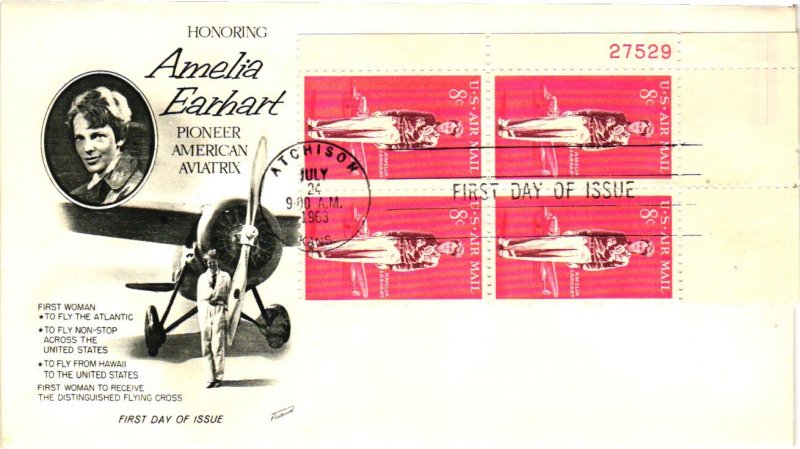 HONORING
Amelia
Earhart
PIONEER
AMERICAN
AVIATRIX
FIRST WOMAN
★TO FLY THE ATLANTIC
★TO FLY NON-STOP
ACROSS THE
UNITED STATES
★TO FLY FROM HAWAII
TO THE UNITED STATES
FIRST WOMAN TO RECEIVE
THE DISTINGUISHED FLYING CROSS
FIRST DAY OF ISSUE
Fleetwood
ATCHISON
JULY
24
9:00 A.M.
1963
KANS.
FIRST DAY OF ISSUE
27529
8c
U·S·AIR MAIL
AMELIA
EARHART
8c
U·S·AIR MAIL
AMELIA
EARHART
8c
U·S·AIR MAIL
AMELIA
EARHART
8c
U·S·AIR MAIL
AMELIA
EARHART